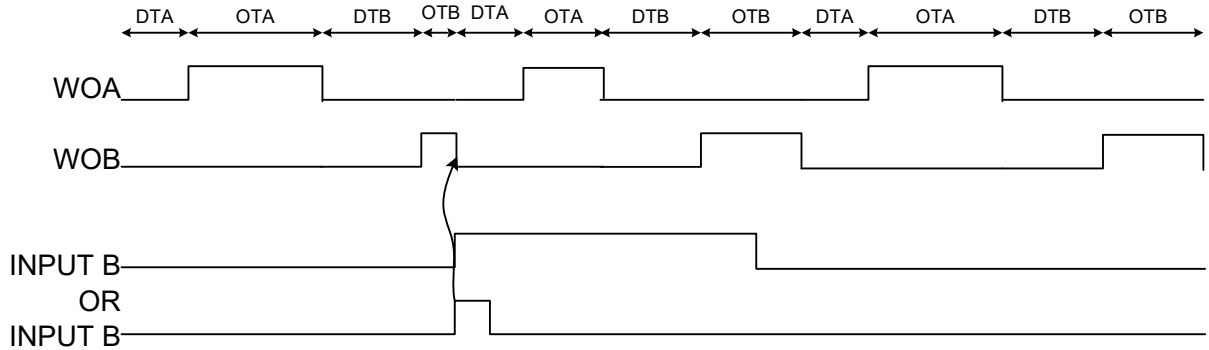 DTA OTA DTB OTB DTA OTA DTB OTB DTA OTA DTB OTB
WOA
WOB
INPUT B
OR
INPUT B